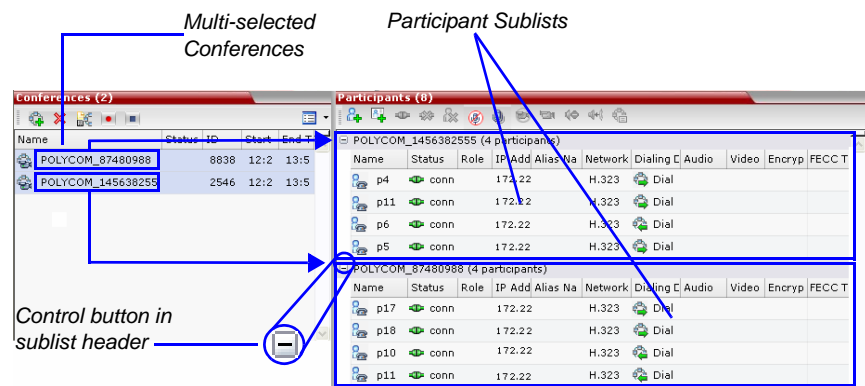 Multi-selected
Conferences
Participant Sublists
Conferences (2)
Name Status ID Start End T
POLYCOM_87480988 8838 12:2 13:5
POLYCOM_145638255 2546 12:2 13:5
Participants (8)
POLYCOM_1456382555 (4 participants)
Name Status Role IP Add Alias Na Network Dialing D Audio Video Encryp FECC T
p4 conn 172.22 H.323 Dial
p11 conn 172.22 H.323 Dial
p6 conn 172.22 H.323 Dial
p5 conn 172.22 H.323 Dial
POLYCOM_87480988 (4 participants)
Name Status Role IP Add Alias Na Network Dialing D Audio Video Encryp FECC T
p17 conn 172.22 H.323 Dial
p18 conn 172.22 H.323 Dial
p10 conn 172.22 H.323 Dial
p11 conn 172.22 H.323 Dial
Control button in
sublist header